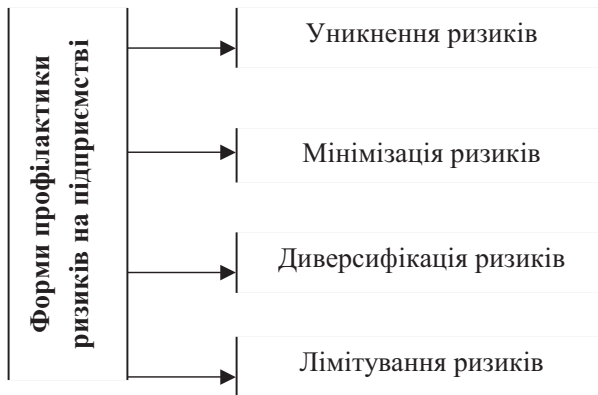 Форми профілактики
ризиків на підприємстві
Уникнення ризиків
Мінімізація ризиків
Диверсифікація ризиків
Лімітування ризиків